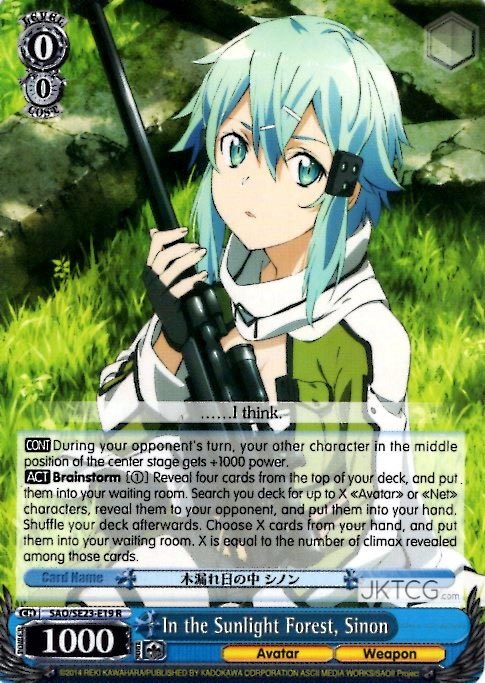 LEVEL
0
0
COST
......I think.
CONT During your opponent's turn, your other character in the middle
position of the center stage gets +1000 power.
ACT Brainstorm [①] Reveal four cards from the top of your deck, and put
them into your waiting room. Search you deck for up to X «Avatar» or «Net»
characters, reveal them to your opponent, and put them into your hand.
Shuffle your deck afterwards. Choose X cards from your hand, and put
them into your waiting room. X is equal to the number of climax revealed
among those cards.
Card Name 木漏れ日の中 シノン
JKTCG.com
CH SAO/SE23-E19 R
POWER 1000 In the Sunlight Forest, Sinon
Avatar Weapon
©2014 REKI KAWAHARA/PUBLISHED BY KADOKAWA CORPORATION ASCII MEDIA WORKS/SAOII Project